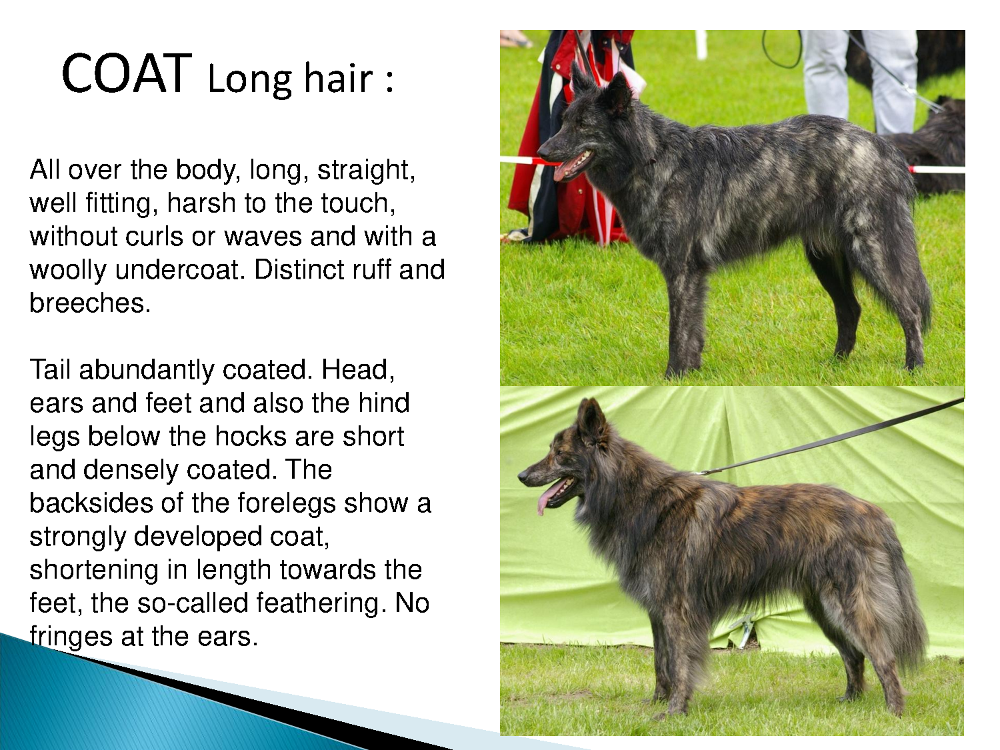 COAT Long hair :
All over the body, long, straight,
well fitting, harsh to the touch,
without curls or waves and with a
woolly undercoat. Distinct ruff and
breeches.
Tail abundantly coated. Head,
ears and feet and also the hind
legs below the hocks are short
and densely coated. The
backsides of the forelegs show a
strongly developed coat,
shortening in length towards the
feet, the so-called feathering. No
fringes at the ears.